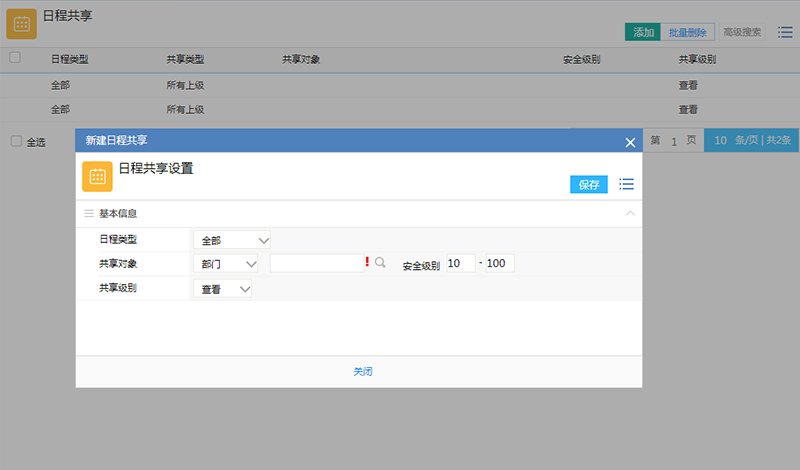 日程共享
添加 批量删除 高级搜索
日程类型 共享类型 共享对象 安全级别 共享级别
全部 所有上级 查看
全部 所有上级 查看
全选 第 1 页 10 条/页 | 共2条
新建日程共享
日程共享设置
保存
基本信息
日程类型 全部
共享对象 部门 ! 安全级别 10 - 100
共享级别 查看
关闭